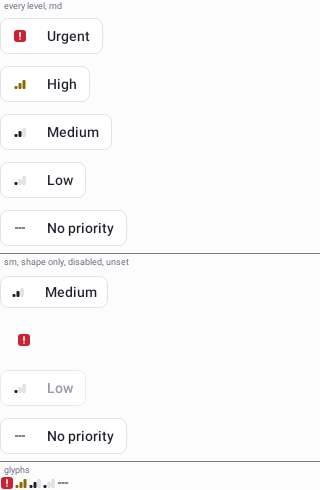 every level, md
Urgent
High
Medium
Low
No priority
sm, shape only, disabled, unset
Medium
Low
No priority
glyphs